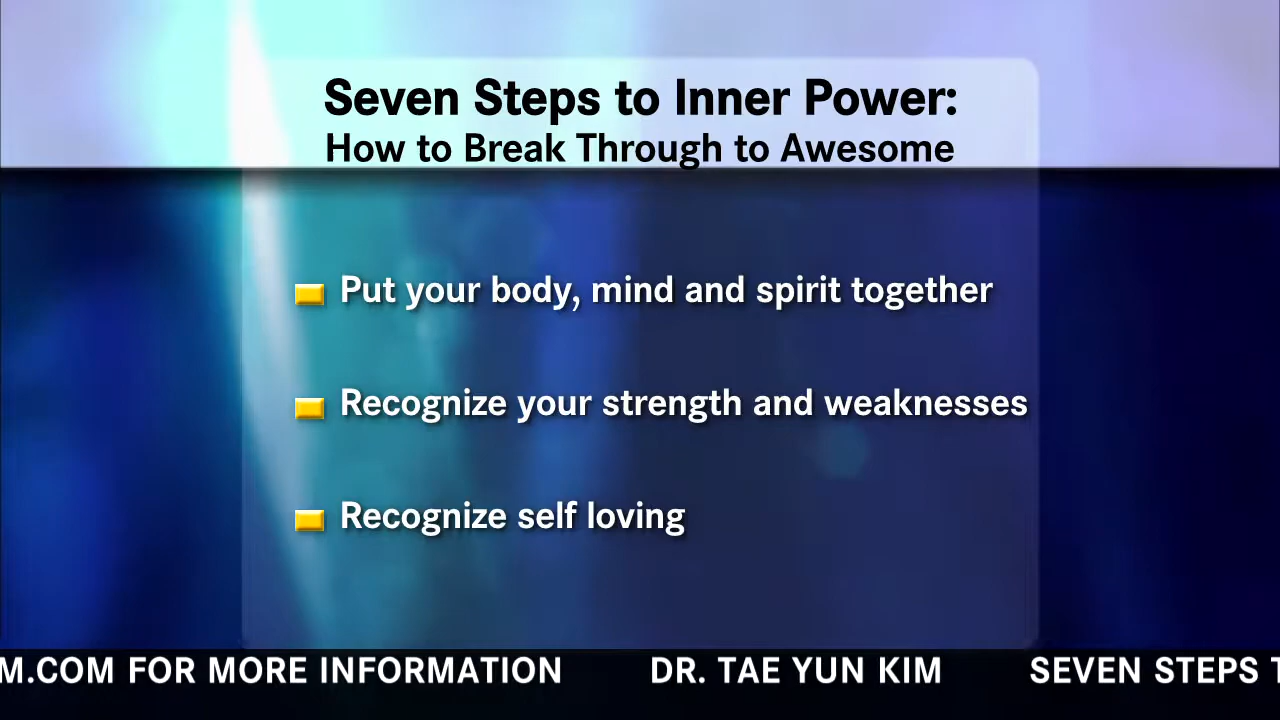 Seven Steps to Inner Power:
How to Break Through to Awesome
Put your body, mind and spirit together
Recognize your strength and weaknesses
Recognize self loving
M.COM FOR MORE INFORMATION DR. TAE YUN KIM SEVEN STEPS T